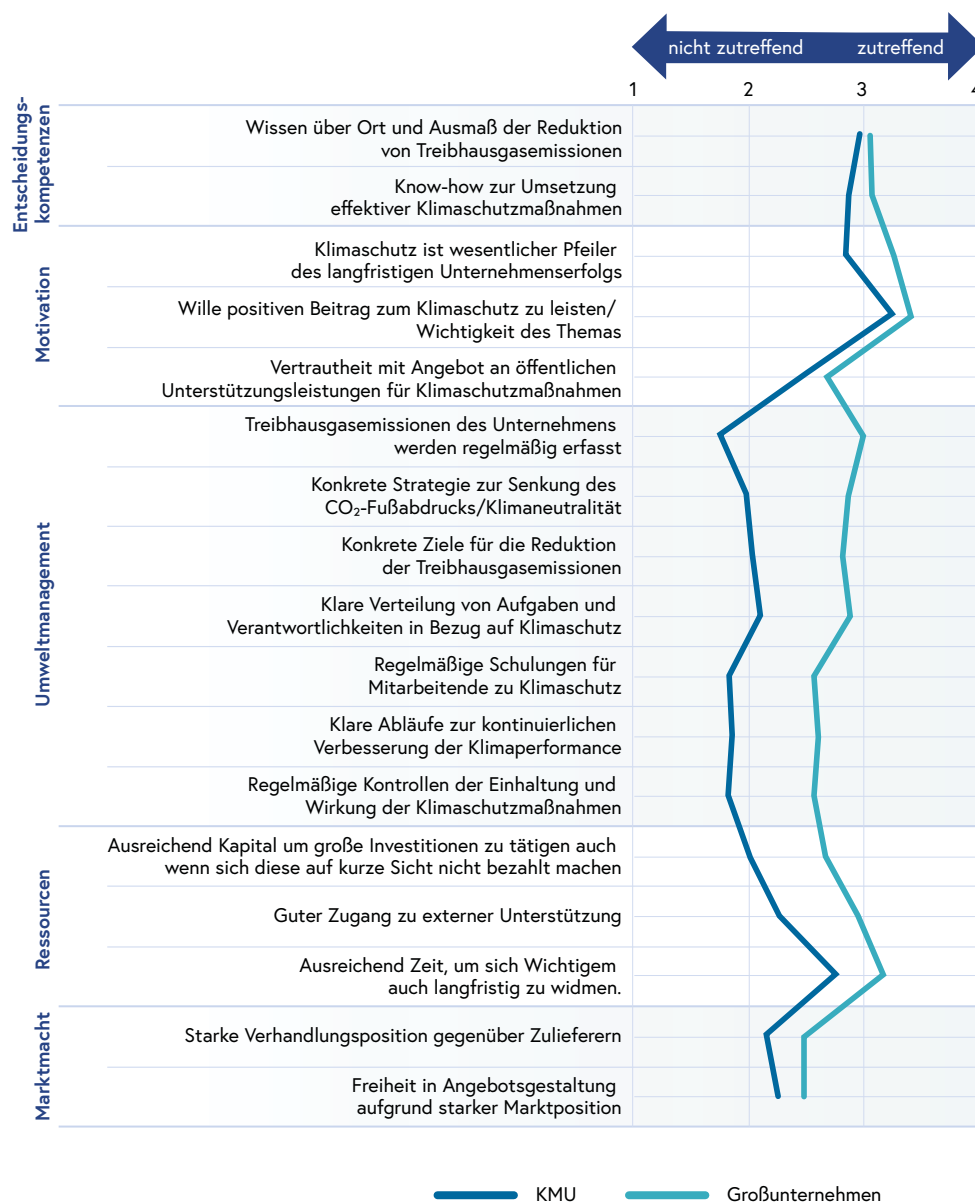 nicht zutreffend
zutreffend
1
2
3
4
Entscheidungs-
kompetenzen
Wissen über Ort und Ausmaß der Reduktion
von Treibhausgasemissionen
Know-how zur Umsetzung
effektiver Klimaschutzmaßnahmen
Motivation
Klimaschutz ist wesentlicher Pfeiler
des langfristigen Unternehmenserfolgs
Wille positiven Beitrag zum Klimaschutz zu leisten/
Wichtigkeit des Themas
Vertrautheit mit Angebot an öffentlichen
Unterstützungsleistungen für Klimaschutzmaßnahmen
Umweltmanagement
Treibhausgasemissionen des Unternehmens
werden regelmäßig erfasst
Konkrete Strategie zur Senkung des
CO₂-Fußabdrucks/Klimaneutralität
Konkrete Ziele für die Reduktion
der Treibhausgasemissionen
Klare Verteilung von Aufgaben und
Verantwortlichkeiten in Bezug auf Klimaschutz
Regelmäßige Schulungen für
Mitarbeitende zu Klimaschutz
Klare Abläufe zur kontinuierlichen
Verbesserung der Klimaperformance
Regelmäßige Kontrollen der Einhaltung und
Wirkung der Klimaschutzmaßnahmen
Ressourcen
Ausreichend Kapital um große Investitionen zu tätigen auch
wenn sich diese auf kurze Sicht nicht bezahlt machen
Guter Zugang zu externer Unterstützung
Ausreichend Zeit, um sich Wichtigem
auch langfristig zu widmen.
Marktmacht
Starke Verhandlungsposition gegenüber Zulieferern
Freiheit in Angebotsgestaltung
aufgrund starker Marktposition
KMU
Großunternehmen